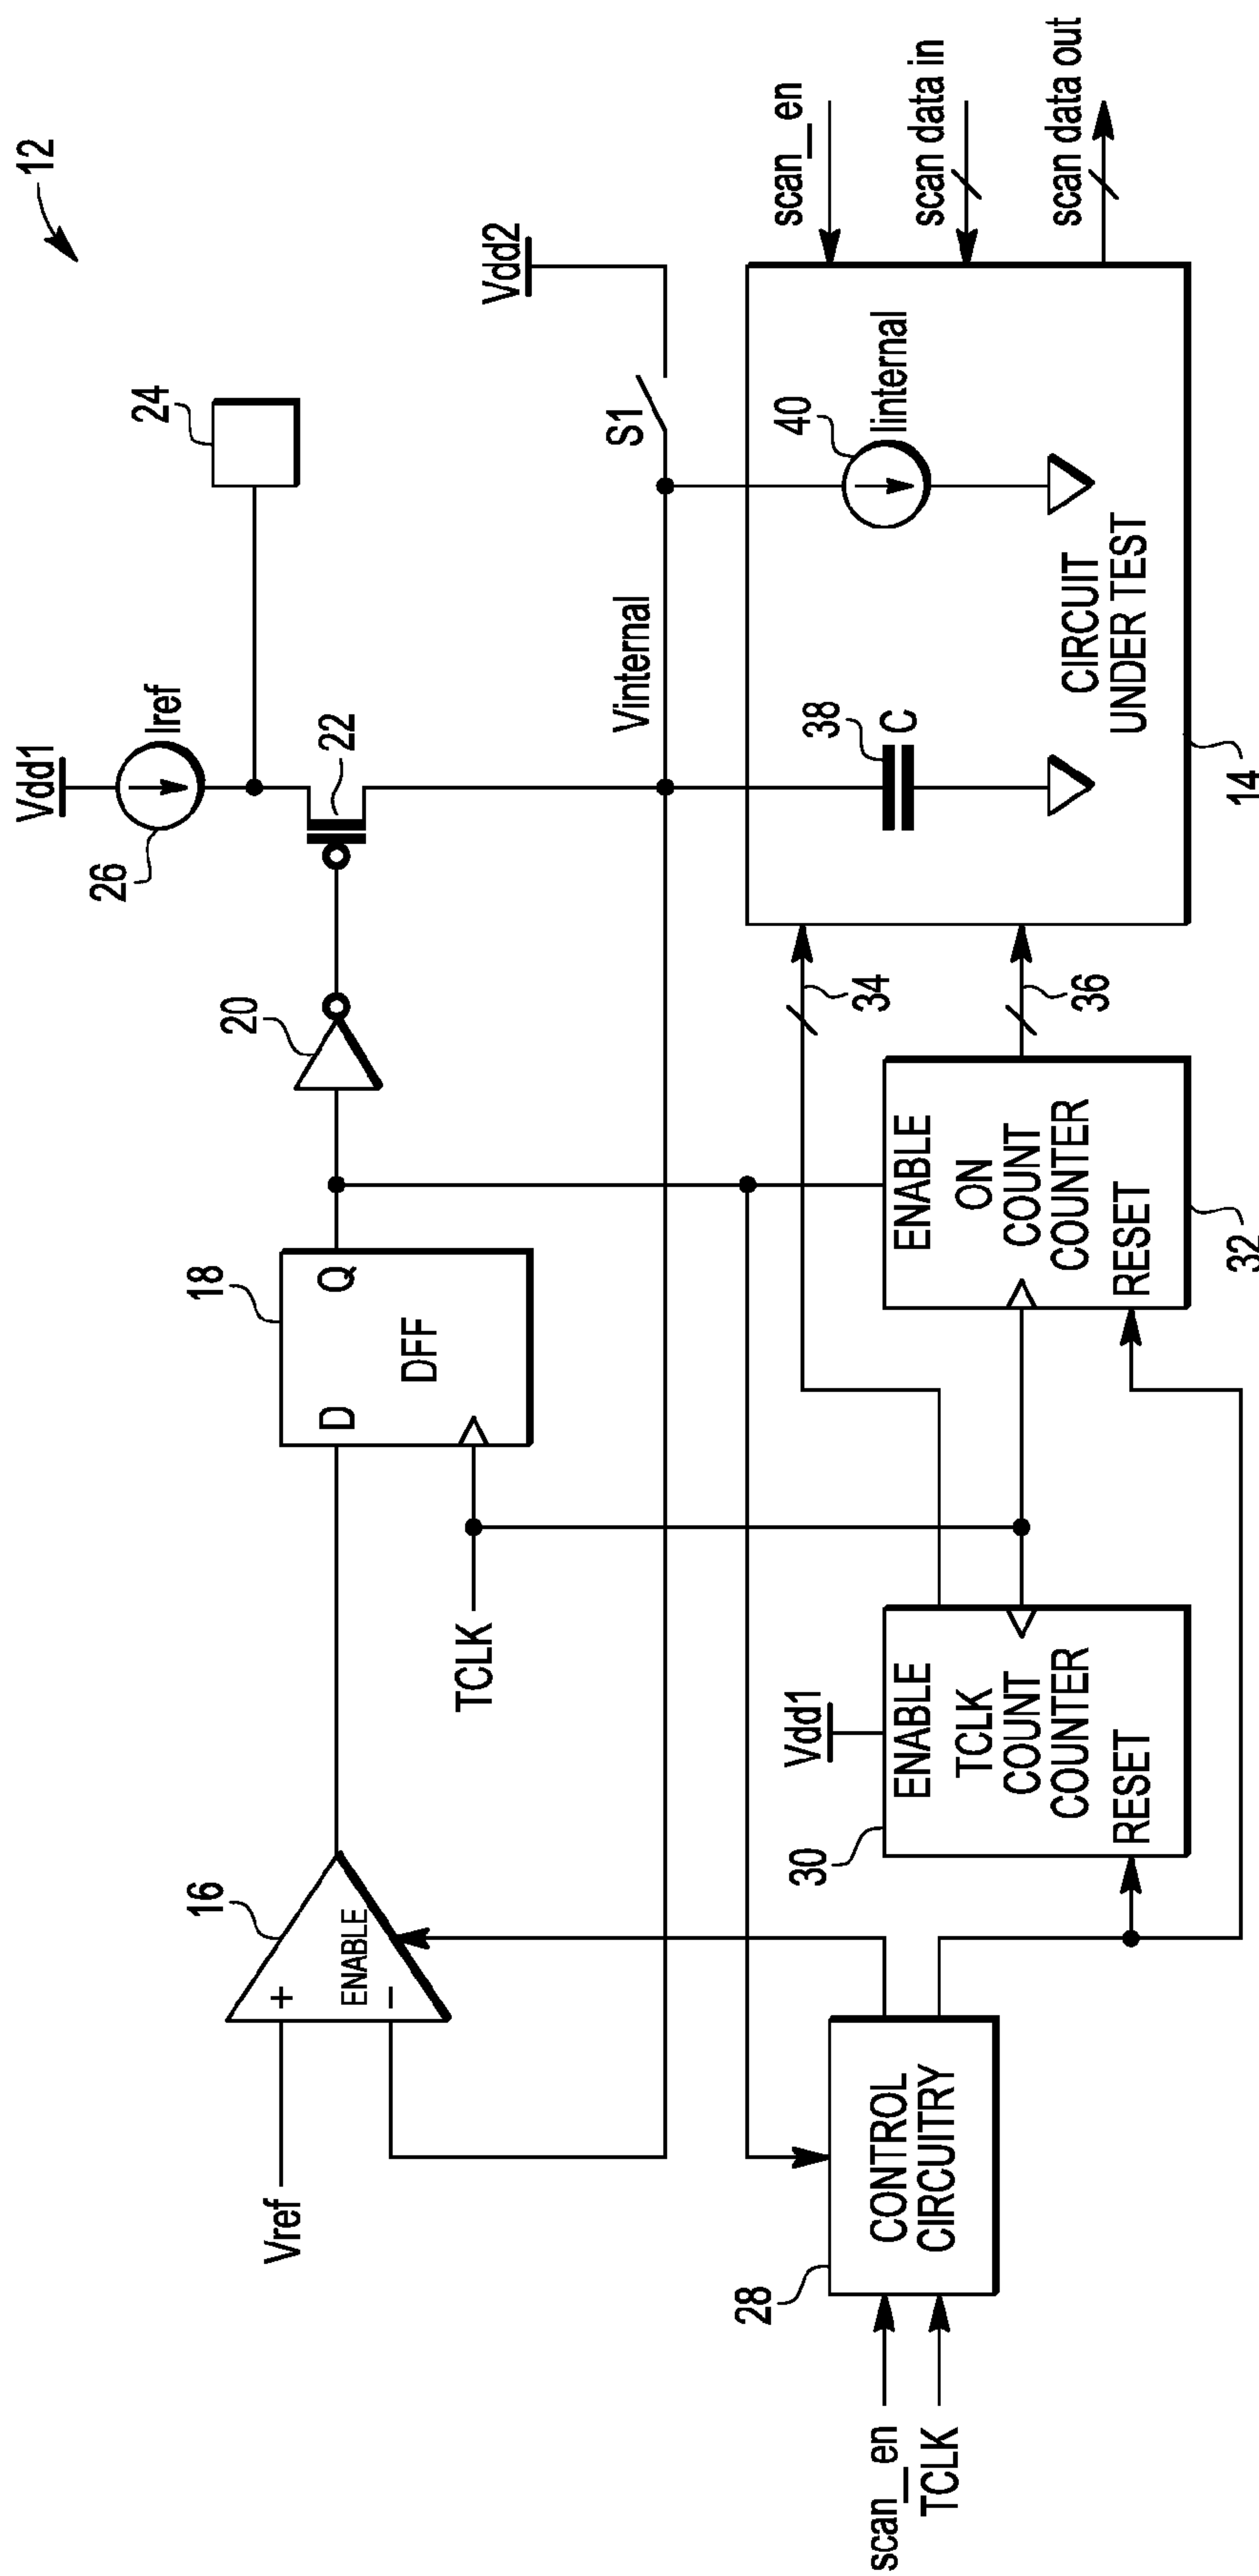 12
Vdd1
26
Iref
24
22
20
18
D
Q
DFF
TCLK
16
+
ENABLE
−
Vref
Vdd2
S1
Vinternal
scan_en
scan data in
scan data out
40
Iinternal
38
C
CIRCUIT
UNDER TEST
14
34
36
ENABLE
ON
COUNT
COUNTER
RESET
32
Vdd1
ENABLE
TCLK
COUNT
COUNTER
RESET
30
CONTROL
CIRCUITRY
28
scan_en
TCLK